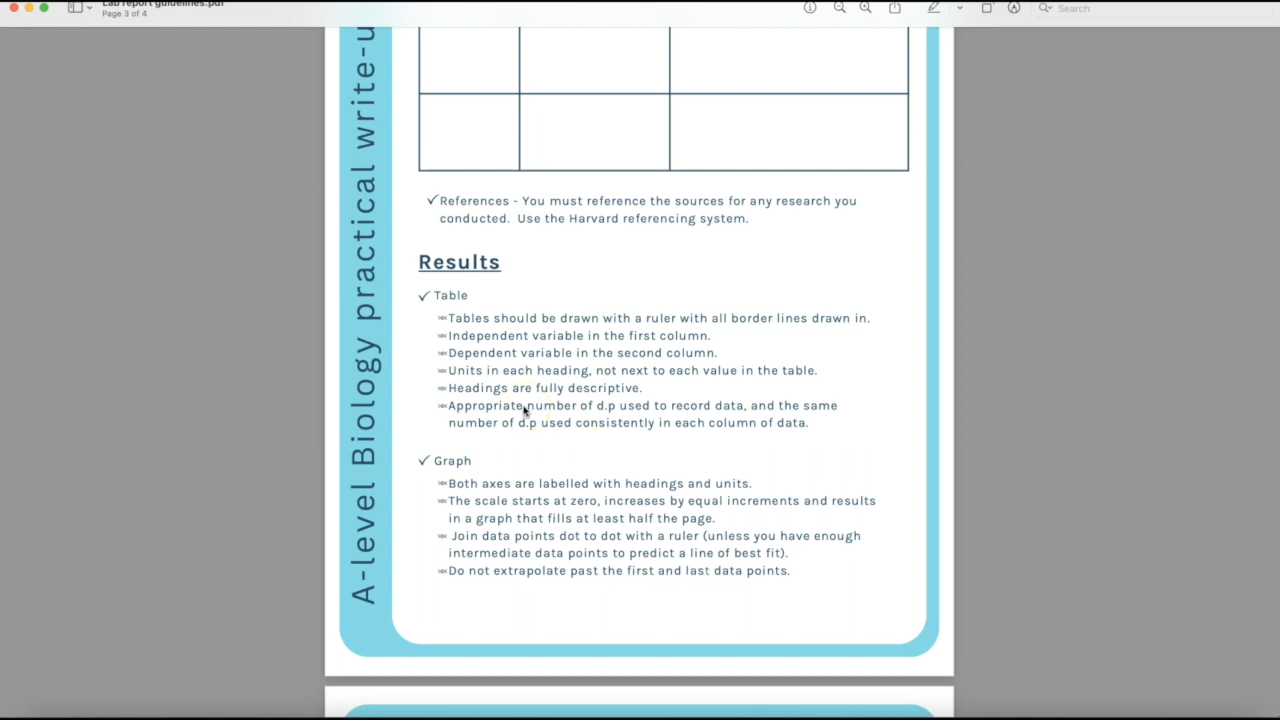 Lab report guidelines.pdf
Page 3 of 4
Search
A-level Biology practical write-u
✓References - You must reference the sources for any research you
conducted. Use the Harvard referencing system.
Results
✓ Table
Tables should be drawn with a ruler with all border lines drawn in.
Independent variable in the first column.
Dependent variable in the second column.
Units in each heading, not next to each value in the table.
Headings are fully descriptive.
Appropriate number of d.p used to record data, and the same
number of d.p used consistently in each column of data.
✓ Graph
Both axes are labelled with headings and units.
The scale starts at zero, increases by equal increments and results
in a graph that fills at least half the page.
Join data points dot to dot with a ruler (unless you have enough
intermediate data points to predict a line of best fit).
Do not extrapolate past the first and last data points.